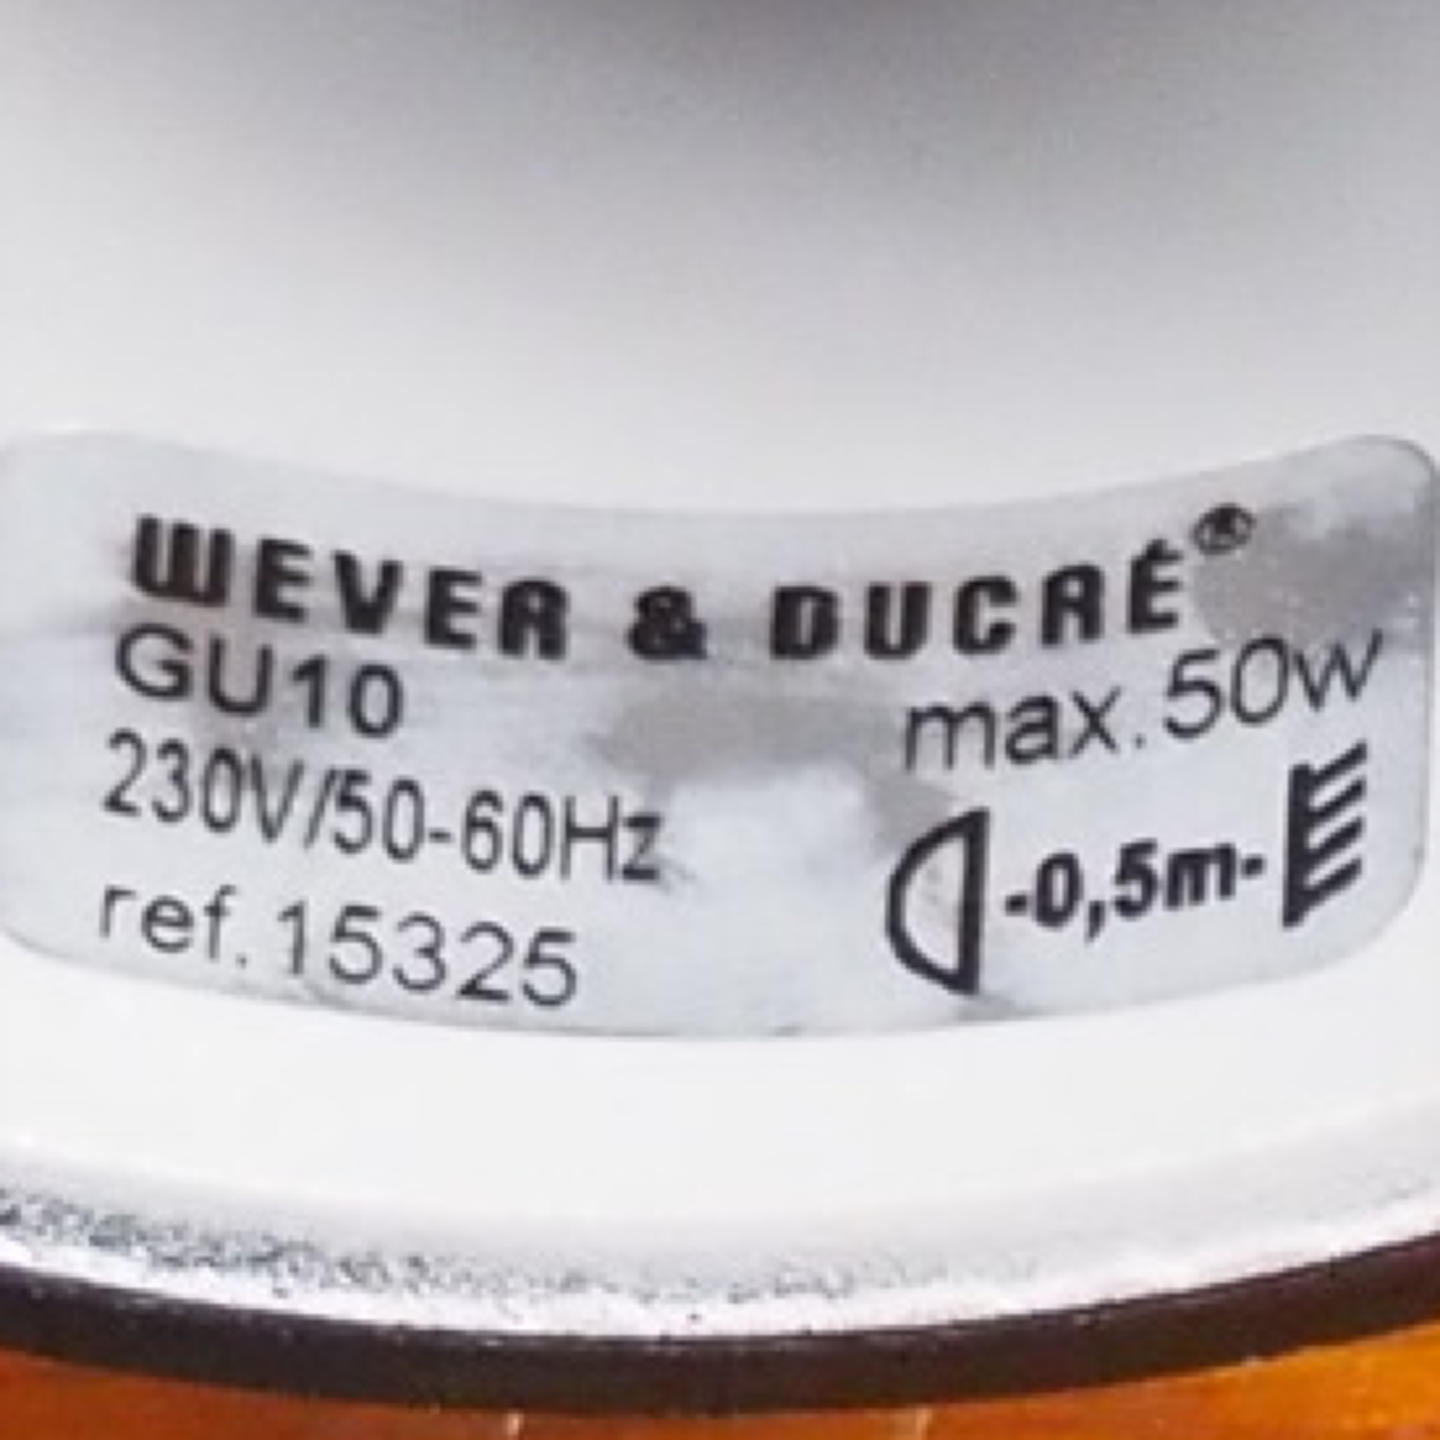 WEVER & DUCRÉ®
GU10
max.50w
230V/50-60Hz
-0,5m-
ref.15325